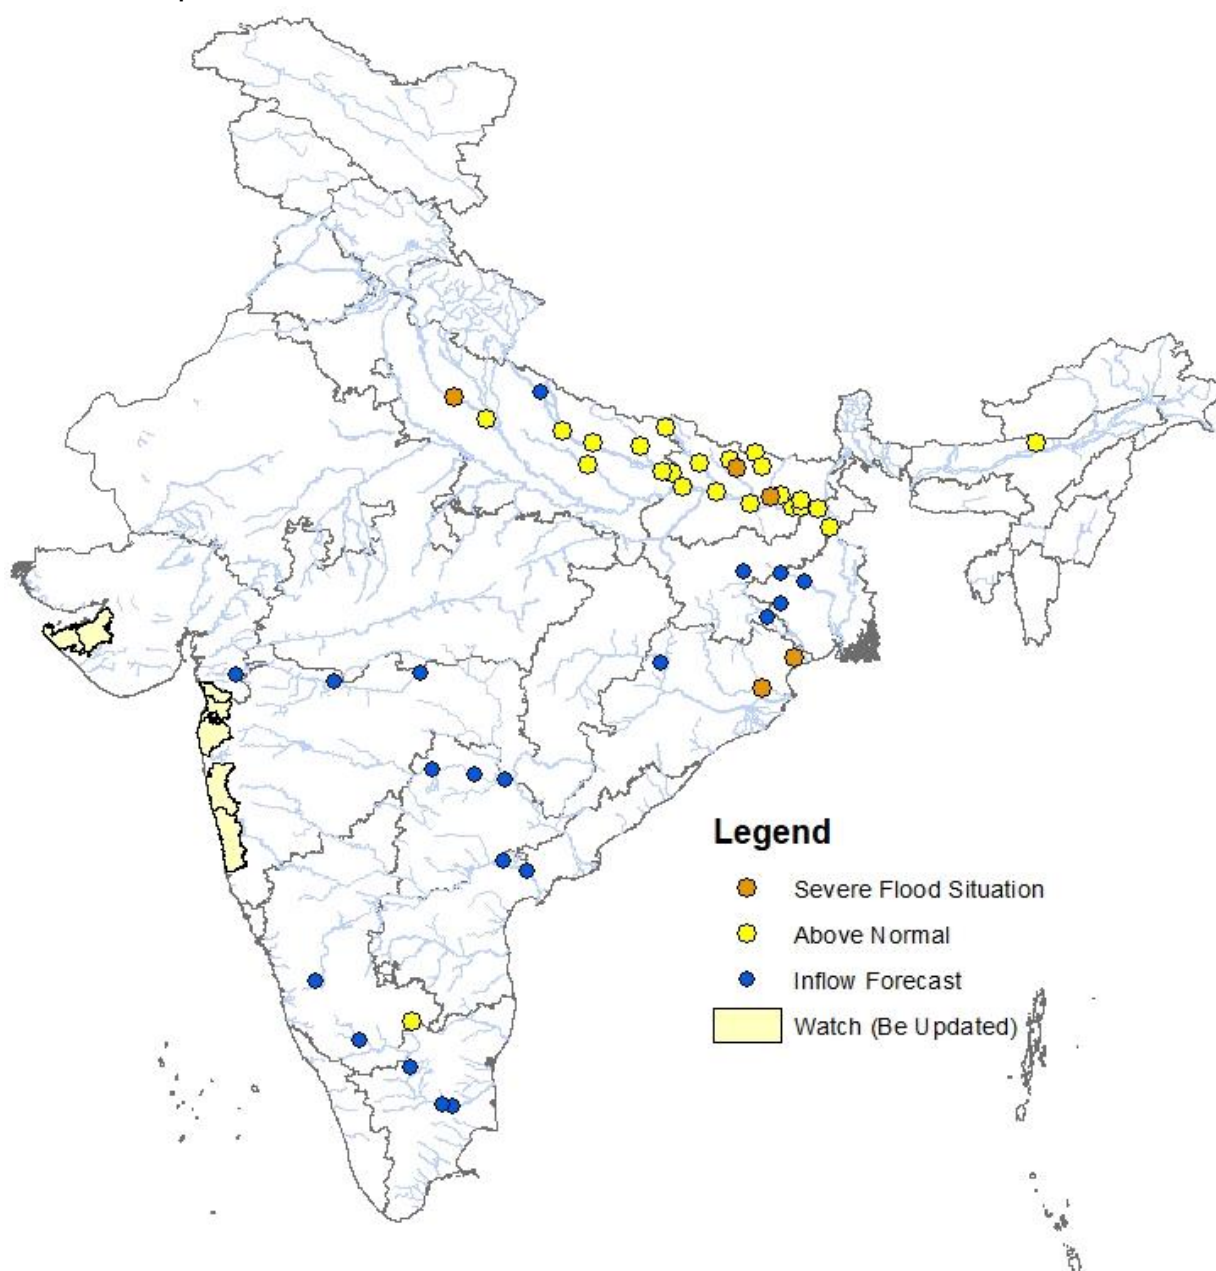 Legend
Severe Flood Situation
Above Normal
Inflow Forecast
Watch (Be Updated)